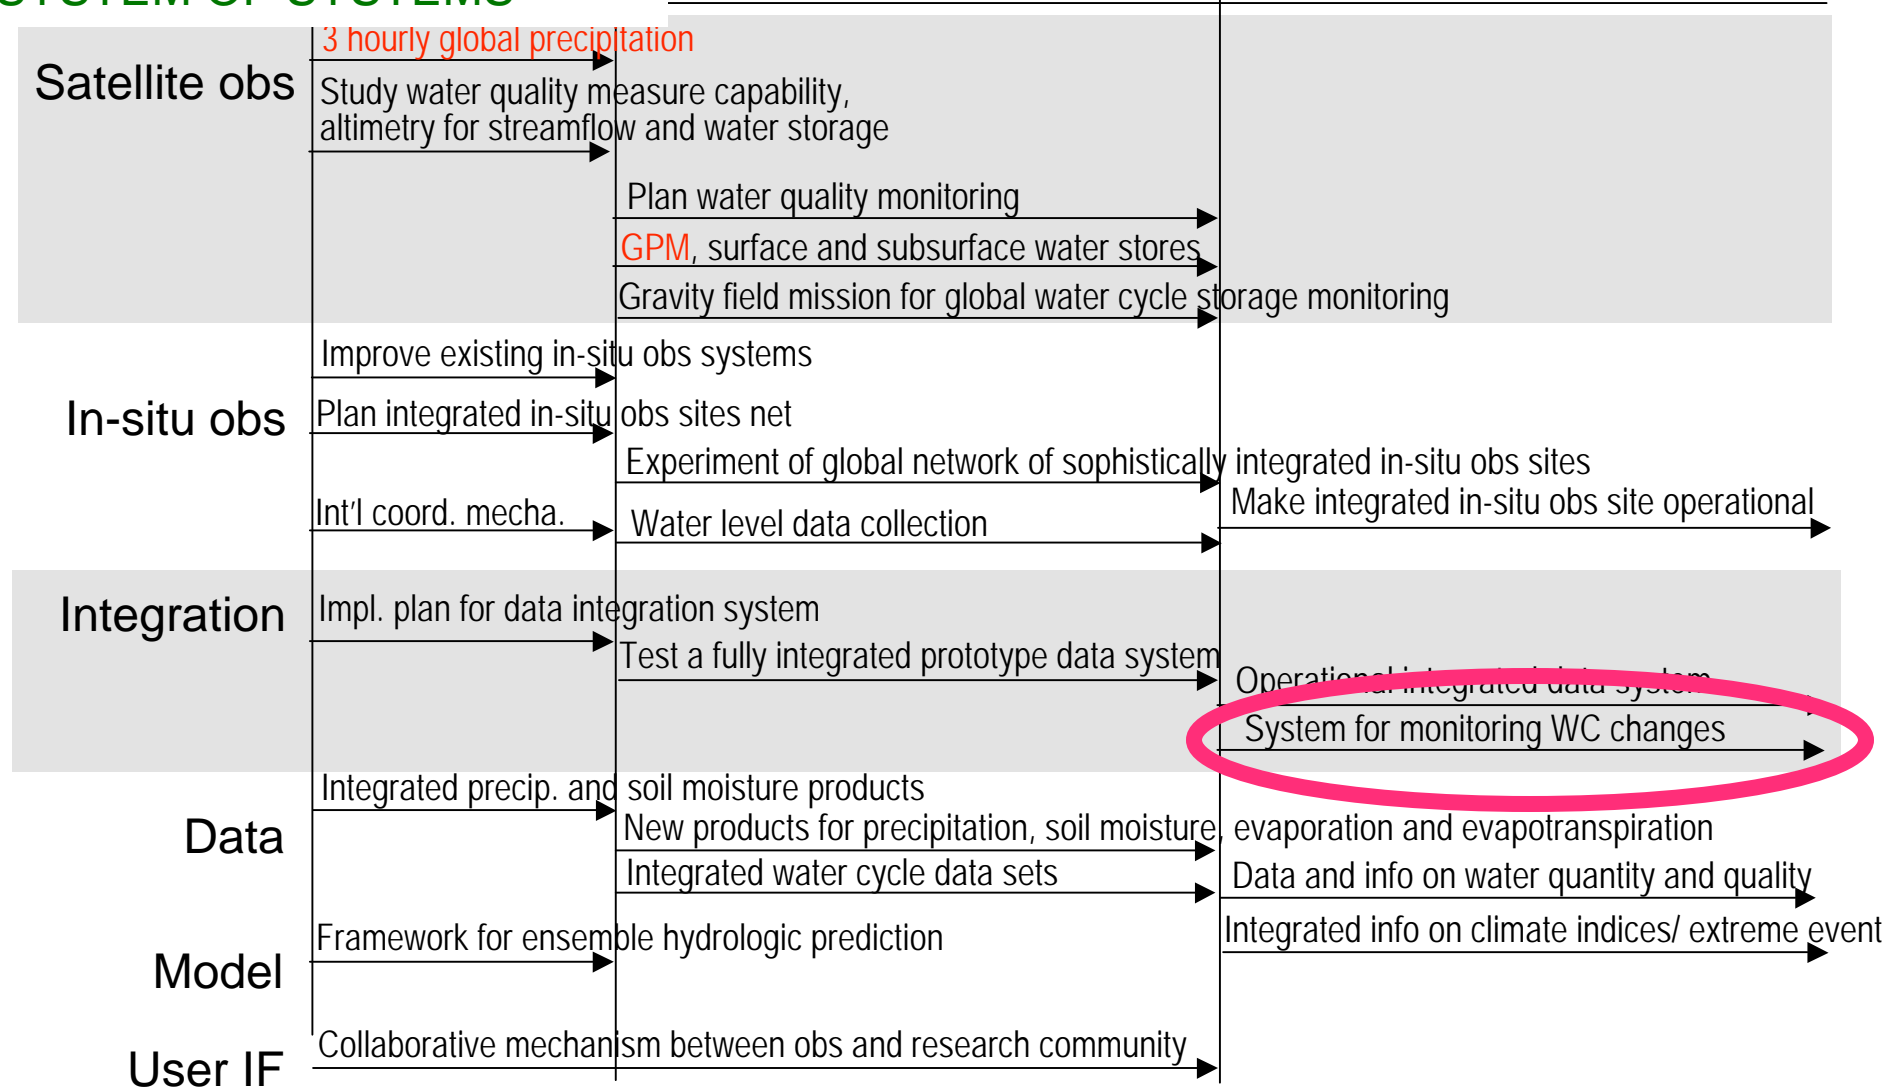 SYSTEM OF SYSTEMS
3 hourly global precipitation
Satellite obs
Study water quality measure capability,
altimetry for streamflow and water storage
Plan water quality monitoring
GPM, surface and subsurface water stores
Gravity field mission for global water cycle storage monitoring
Improve existing in-situ obs systems
In-situ obs
Plan integrated in-situ obs sites net
Experiment of global network of sophistically integrated in-situ obs sites
Make integrated in-situ obs site operational
Int'l coord. mecha.
Water level data collection
Integration
Impl. plan for data integration system
Test a fully integrated prototype data system
Operational integrated data system
System for monitoring WC changes
Integrated precip. and soil moisture products
Data
New products for precipitation, soil moisture, evaporation and evapotranspiration
Integrated water cycle data sets
Data and info on water quantity and quality
Framework for ensemble hydrologic prediction
Integrated info on climate indices/ extreme event
Model
Collaborative mechanism between obs and research community
User IF